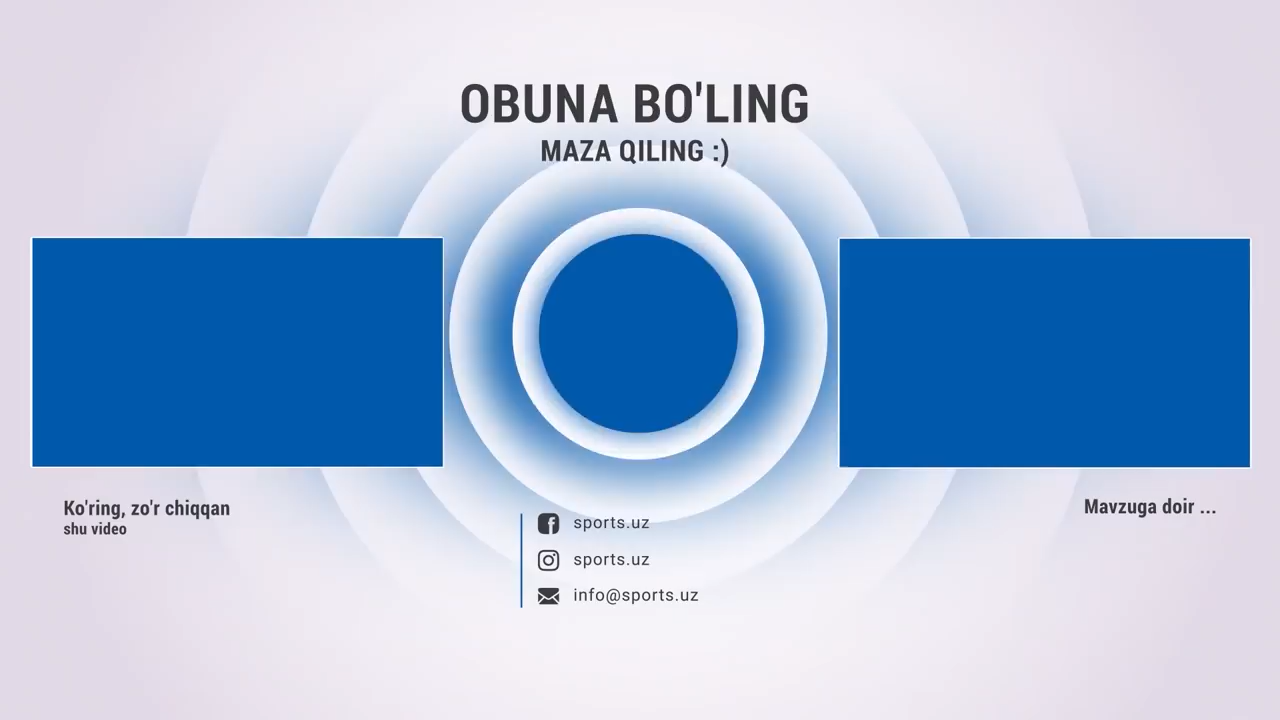 OBUNA BO'LING
MAZA QILING :)
Ko'ring, zo'r chiqqan
shu video
Mavzuga doir ...
sports.uz
sports.uz
info@sports.uz